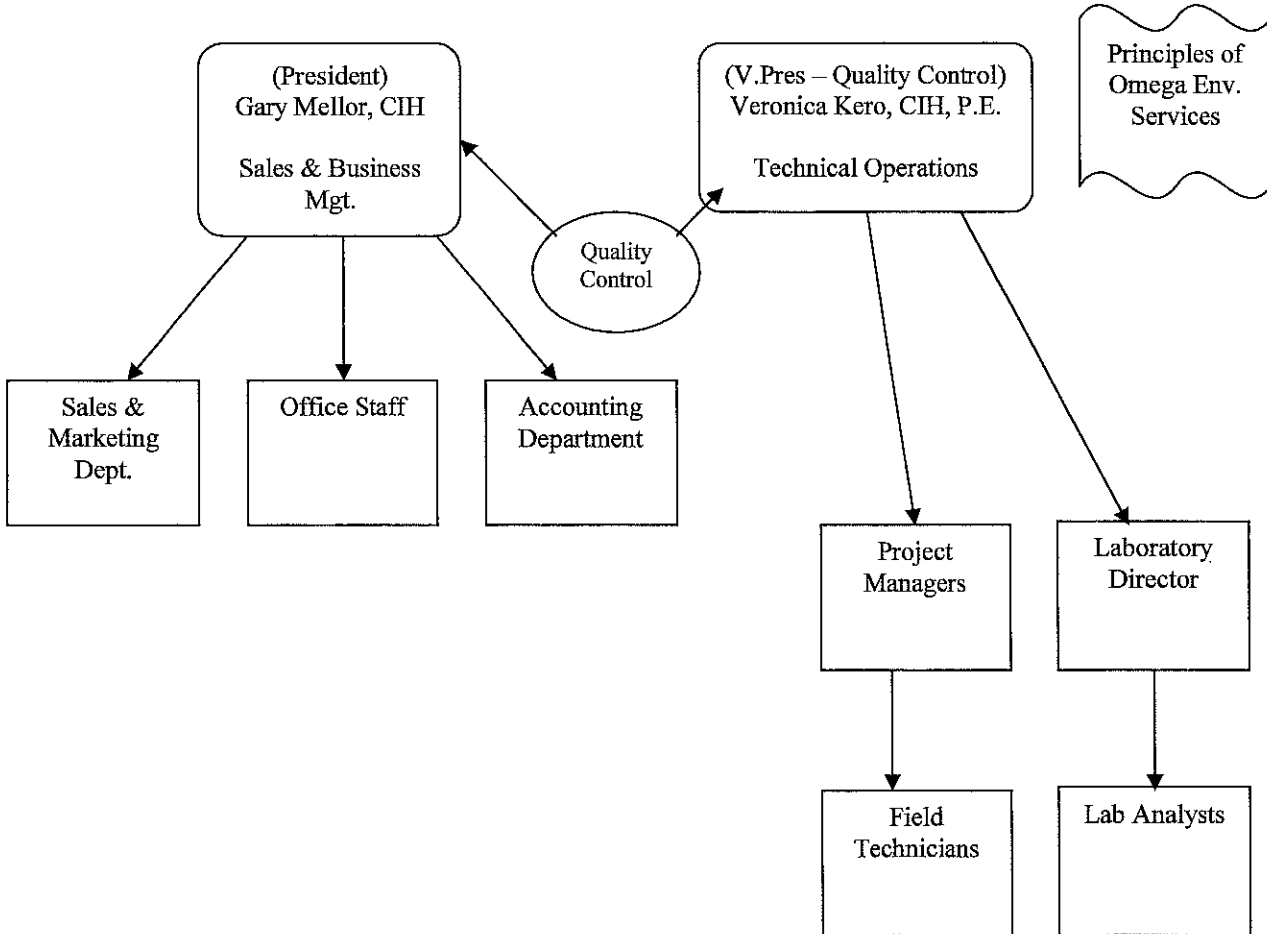 (President)
Gary Mellor, CIH
Sales & Business
Mgt.
(V.Pres – Quality Control)
Veronica Kero, CIH, P.E.
Technical Operations
Principles of
Omega Env.
Services
Quality
Control
Sales &
Marketing
Dept.
Office Staff
Accounting
Department
Project
Managers
Laboratory
Director
Field
Technicians
Lab Analysts